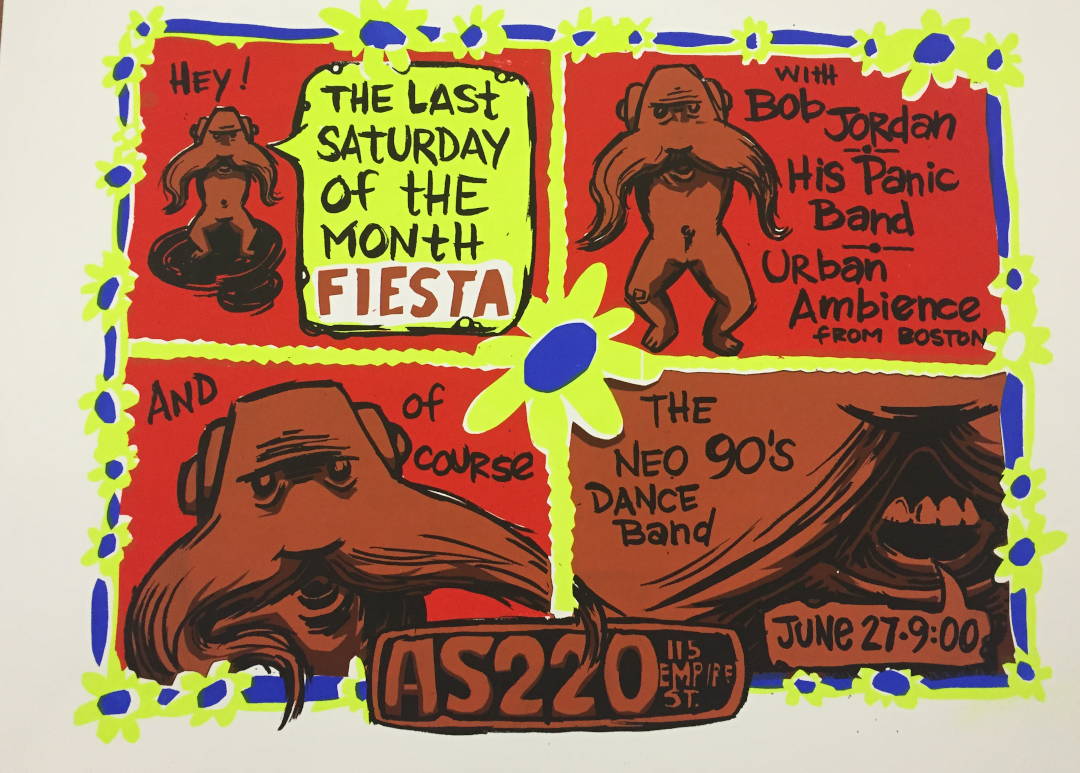 HEY!
THE LAST
SATURDAY
Of tHE
MONtH
FIESTA
WITH
Bob
JORdan
His Panic
Band
URban
Ambience
fROM BOSTON
AND
of
COURSE
THE
NEO 90's
DANCE
Band
JUNE 27·9:00
AS220
115
EMPIRE
ST.